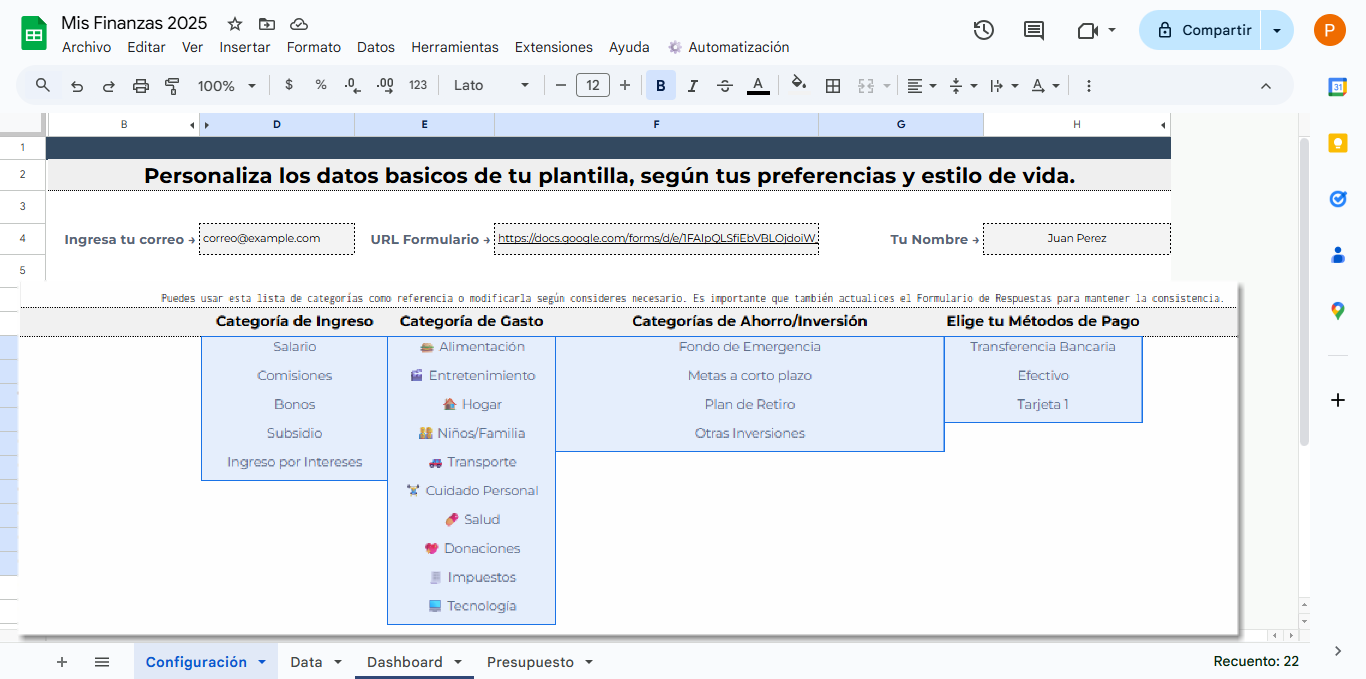 Mis Finanzas 2025
Archivo Editar Ver Insertar Formato Datos Herramientas Extensiones Ayuda Automatización
Compartir
P
100% $ % .0 .00 123 Lato 12 B I S A A
31
B D E F G H
1
2 Personaliza los datos basicos de tu plantilla, según tus preferencias y estilo de vida.
3
4 Ingresa tu correo → correo@example.com URL Formulario → https://docs.google.com/forms/d/e/1FAIpQLSfiEbVBLOjdoiW_ Tu Nombre → Juan Perez
5
Puedes usar esta lista de categorías como referencia o modificarla según consideres necesario. Es importante que también actualices el Formulario de Respuestas para mantener la consistencia.
Categoría de Ingreso Categoría de Gasto Categorías de Ahorro/Inversión Elige tu Métodos de Pago
Salario 🍔 Alimentación Fondo de Emergencia Transferencia Bancaria
Comisiones Entretenimiento Metas a corto plazo Efectivo
Bonos Hogar Plan de Retiro Tarjeta 1
Subsidio Niños/Familia Otras Inversiones
Ingreso por Intereses Transporte
Cuidado Personal
Salud
Donaciones
Impuestos
Tecnología
Configuración Data Dashboard Presupuesto Recuento: 22